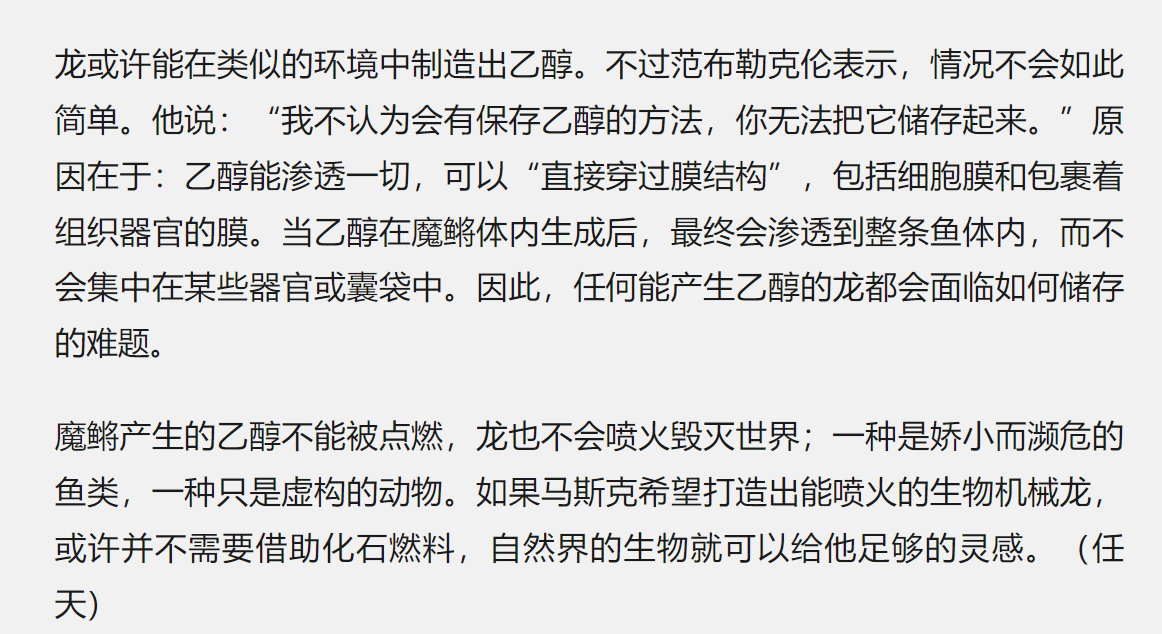 龙或许能在类似的环境中制造出乙醇。不过范布勒克伦表示，情况不会如此
简单。他说：“我不认为会有保存乙醇的方法，你无法把它储存起来。”原
因在于：乙醇能渗透一切，可以“直接穿过膜结构”，包括细胞膜和包裹着
组织器官的膜。当乙醇在魔鳉体内生成后，最终会渗透到整条鱼体内，而不
会集中在某些器官或囊袋中。因此，任何能产生乙醇的龙都会面临如何储存
的难题。
魔鳉产生的乙醇不能被点燃，龙也不会喷火毁灭世界；一种是娇小而濒危的
鱼类，一种只是虚构的动物。如果马斯克希望打造出能喷火的生物机械龙，
或许并不需要借助化石燃料，自然界的生物就可以给他足够的灵感。（任
天）